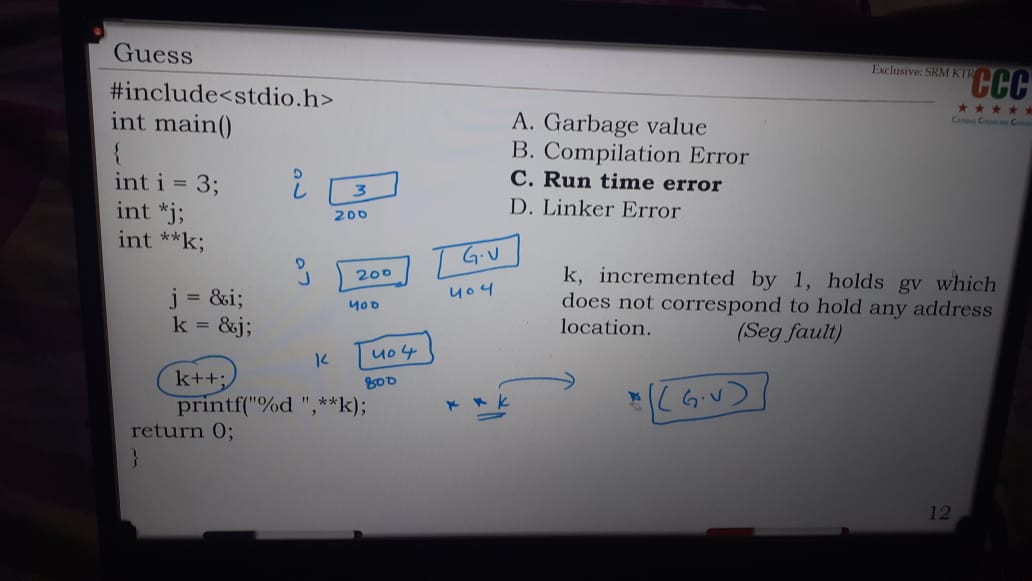 Guess
Exclusive: SRM KTR
CCC
#include<stdio.h>
int main()
{
int i = 3;
int *j;
int **k;
j = &i;
k = &j;
k++;
printf("%d ",**k);
return 0;
}
A. Garbage value
B. Compilation Error
C. Run time error
D. Linker Error
i 3
200
j 200 G.V
400 404
k 404
800
k, incremented by 1, holds gv which
does not correspond to hold any address
location. (Seg fault)
* * k * (G.V)
12